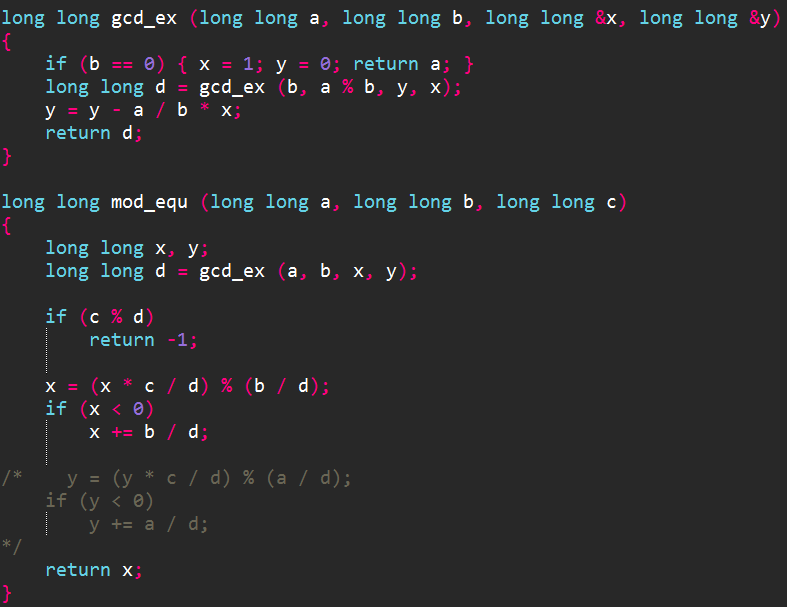 long long gcd_ex (long long a, long long b, long long &x, long long &y)
{
    if (b == 0) { x = 1; y = 0; return a; }
    long long d = gcd_ex (b, a % b, y, x);
    y = y - a / b * x;
    return d;
}

long long mod_equ (long long a, long long b, long long c)
{
    long long x, y;
    long long d = gcd_ex (a, b, x, y);

    if (c % d)
        return -1;

    x = (x * c / d) % (b / d);
    if (x < 0)
        x += b / d;

/*    y = (y * c / d) % (a / d);
    if (y < 0)
        y += a / d;
*/
    return x;
}